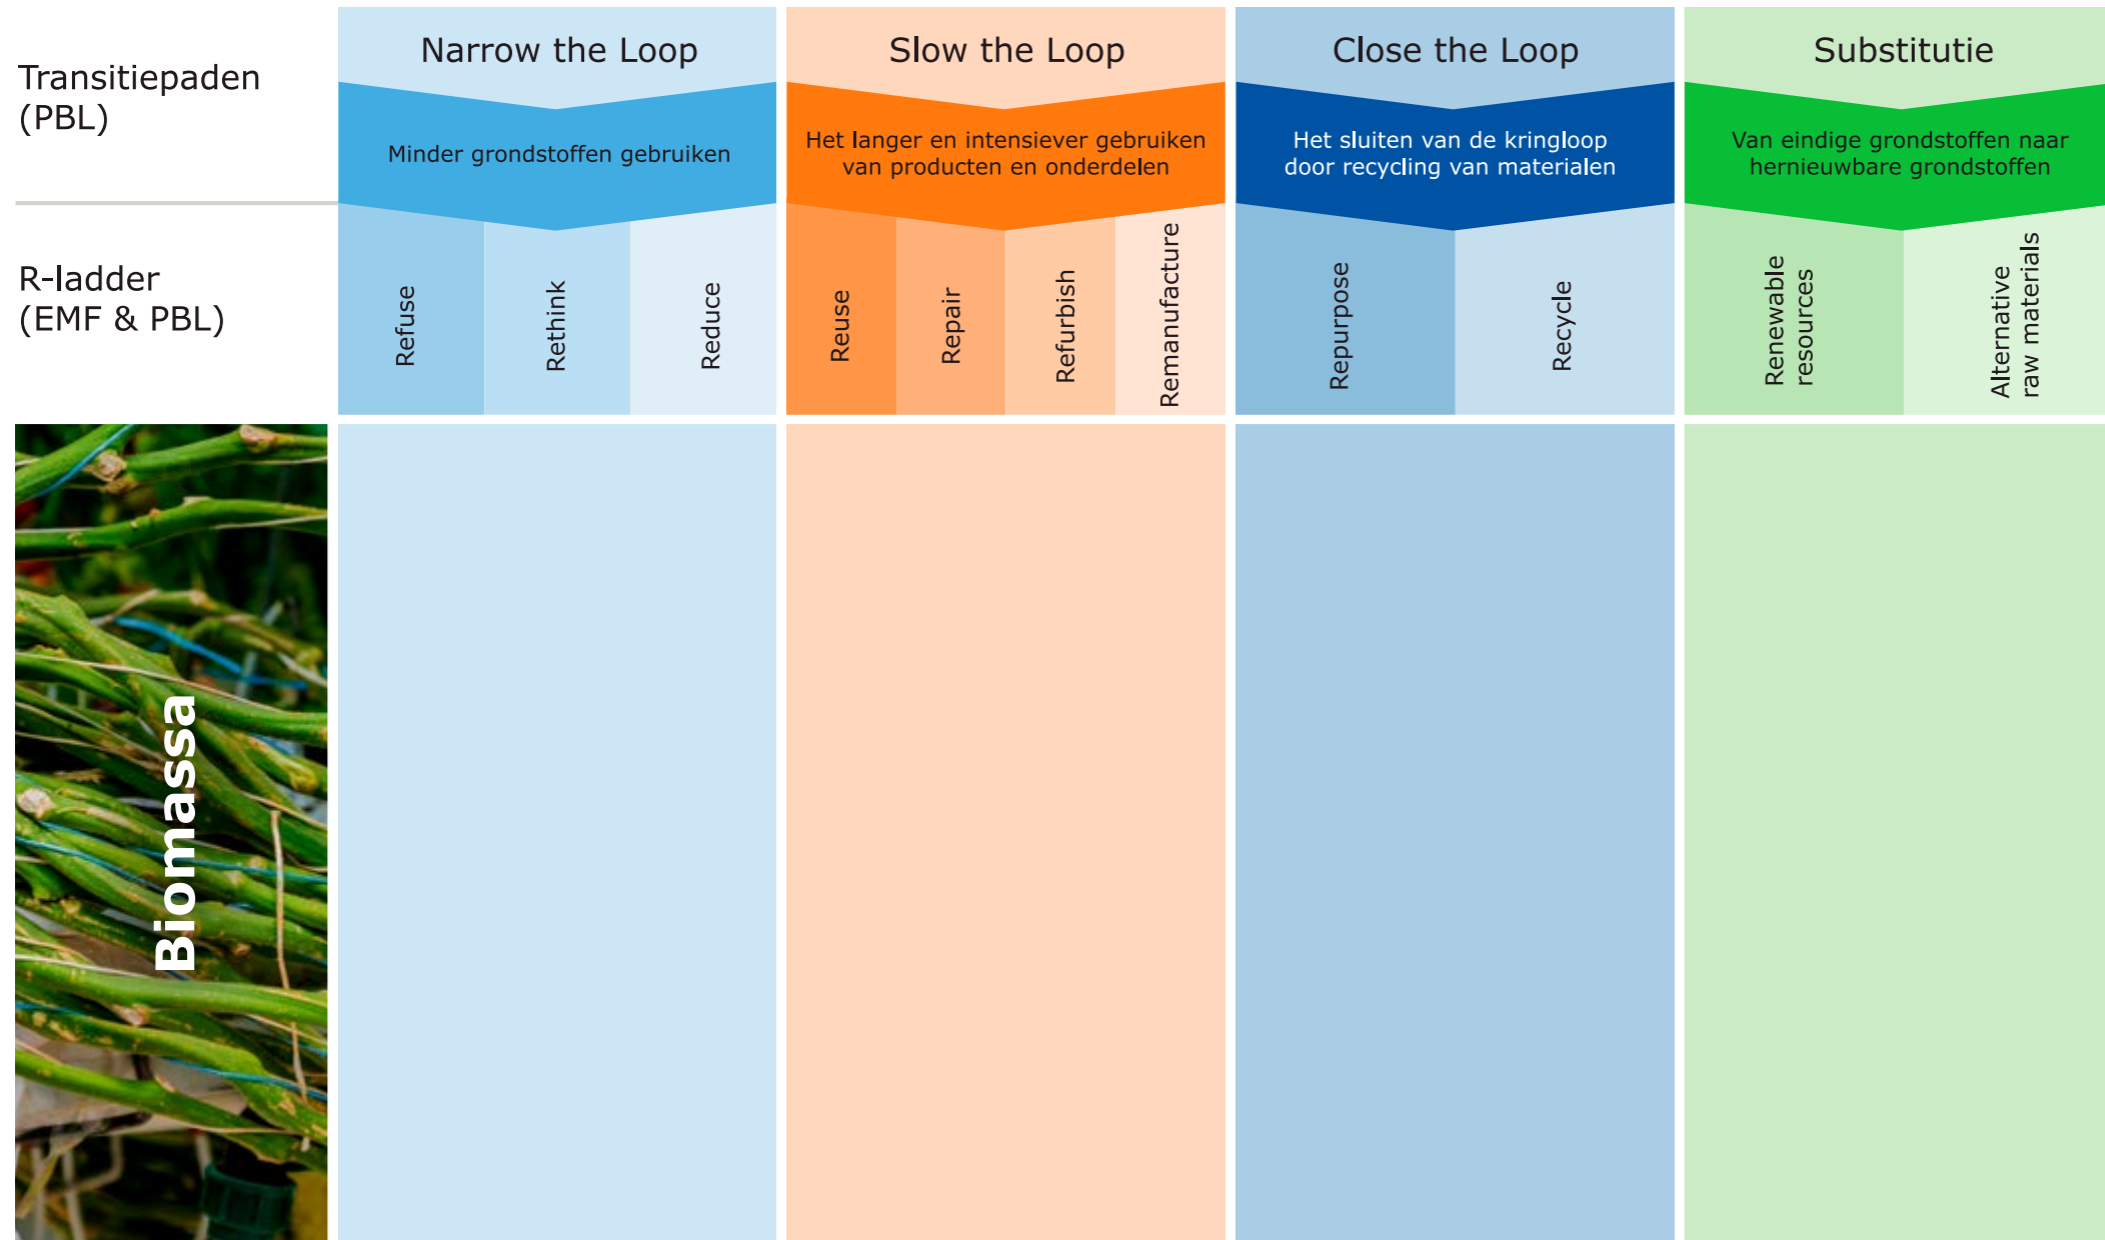 Transitiepaden
(PBL)
Narrow the Loop
Minder grondstoffen gebruiken
Slow the Loop
Het langer en intensiever gebruiken
van producten en onderdelen
Close the Loop
Het sluiten van de kringloop
door recycling van materialen
Substitutie
Van eindige grondstoffen naar
hernieuwbare grondstoffen
R-ladder
(EMF & PBL)
Refuse
Rethink
Reduce
Reuse
Repair
Refurbish
Remanufacture
Repurpose
Recycle
Renewable
resources
Alternative
raw materials
Biomassa